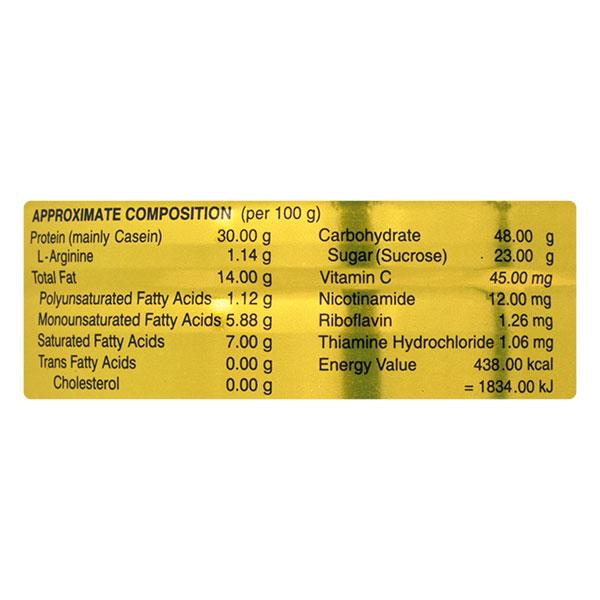 APPROXIMATE COMPOSITION (per 100 g)
Protein (mainly Casein) 30.00 g
L-Arginine 1.14 g
Total Fat 14.00 g
Polyunsaturated Fatty Acids 1.12 g
Monounsaturated Fatty Acids 5.88 g
Saturated Fatty Acids 7.00 g
Trans Fatty Acids 0.00 g
Cholesterol 0.00 g
Carbohydrate 48.00 g
Sugar (Sucrose) 23.00 g
Vitamin C 45.00 mg
Nicotinamide 12.00 mg
Riboflavin 1.26 mg
Thiamine Hydrochloride 1.06 mg
Energy Value 438.00 kcal
= 1834.00 kJ